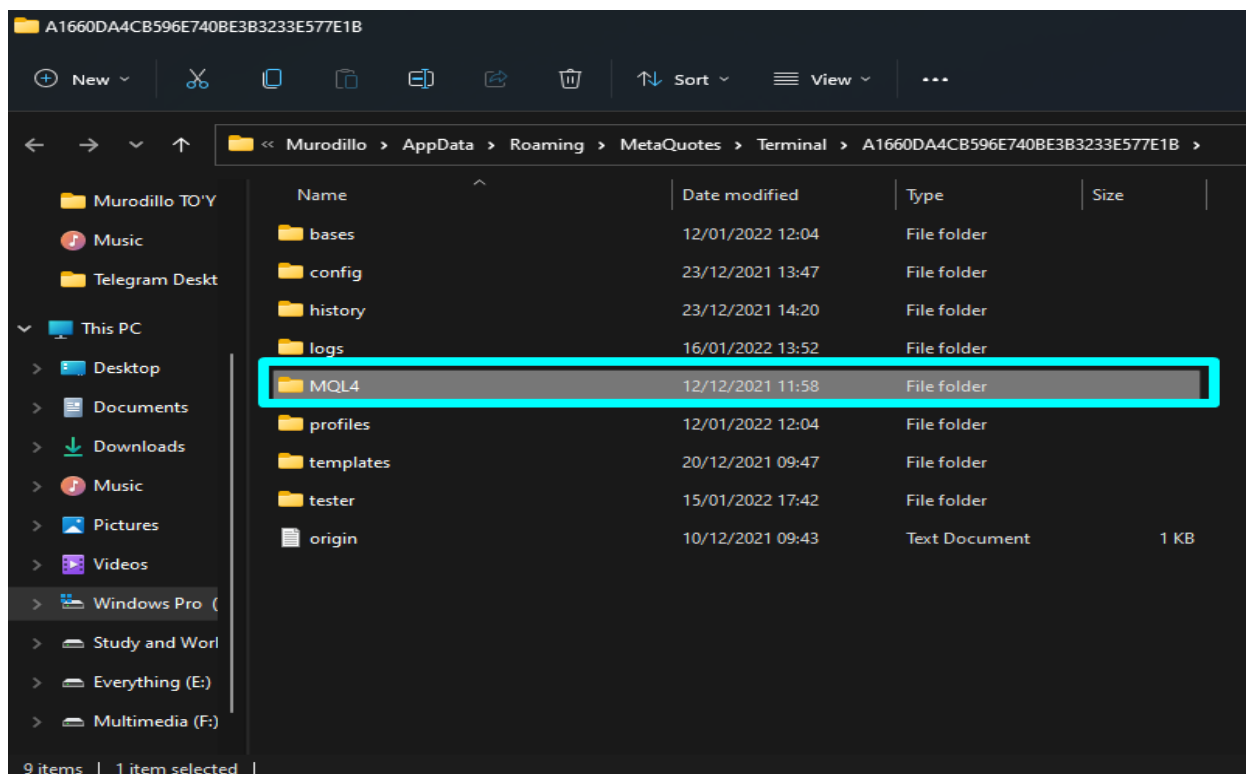 A1660DA4CB596E740BE3B3233E577E1B
New Sort View ...
« Murodillo > AppData > Roaming > MetaQuotes > Terminal > A1660DA4CB596E740BE3B3233E577E1B >
Murodillo TO'Y
Music
Telegram Deskt
This PC
Desktop
Documents
Downloads
Music
Pictures
Videos
Windows Pro (
Study and Worl
Everything (E:)
Multimedia (F:)
Name Date modified Type Size
bases 12/01/2022 12:04 File folder
config 23/12/2021 13:47 File folder
history 23/12/2021 14:20 File folder
logs 16/01/2022 13:52 File folder
MQL4 12/12/2021 11:58 File folder
profiles 12/01/2022 12:04 File folder
templates 20/12/2021 09:47 File folder
tester 15/01/2022 17:42 File folder
origin 10/12/2021 09:43 Text Document 1 KB
9 items | 1 item selected |